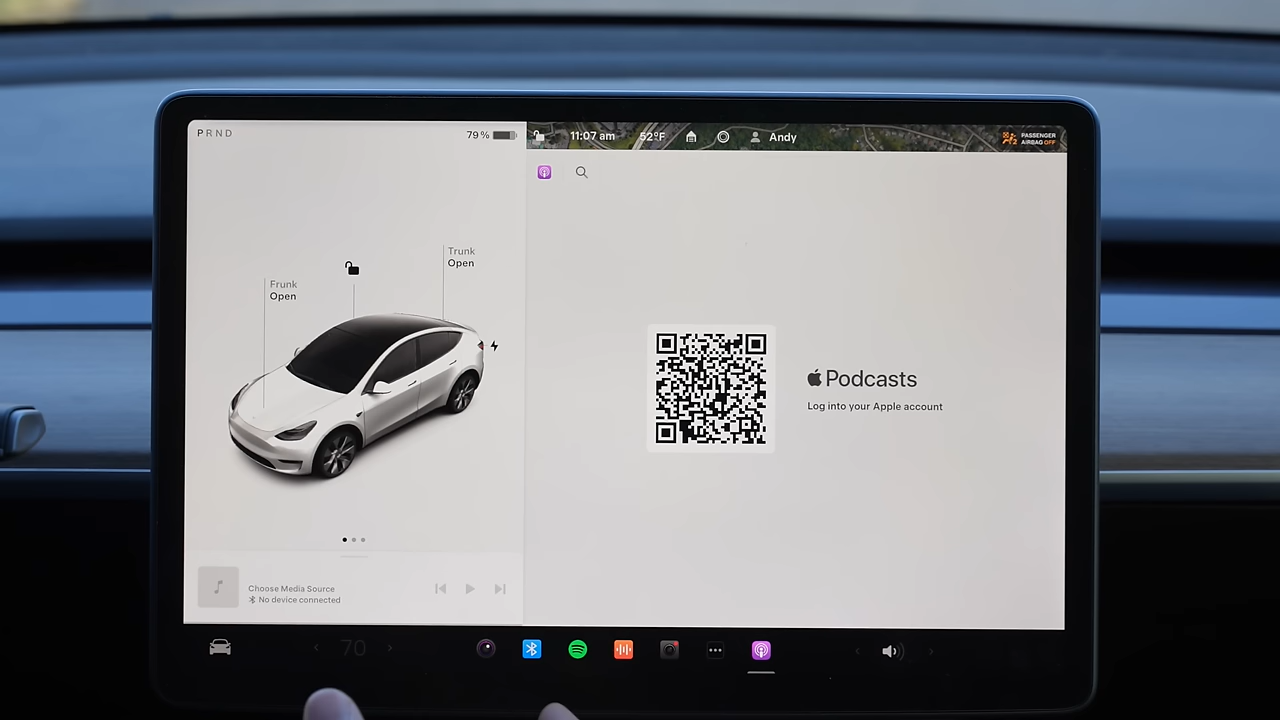 PRND
79%
11:07 am
52°F
Andy
PASSENGER
AIRBAG OFF
Trunk
Open
Frunk
Open
Podcasts
Log into your Apple account
Choose Media Source
No device connected
70